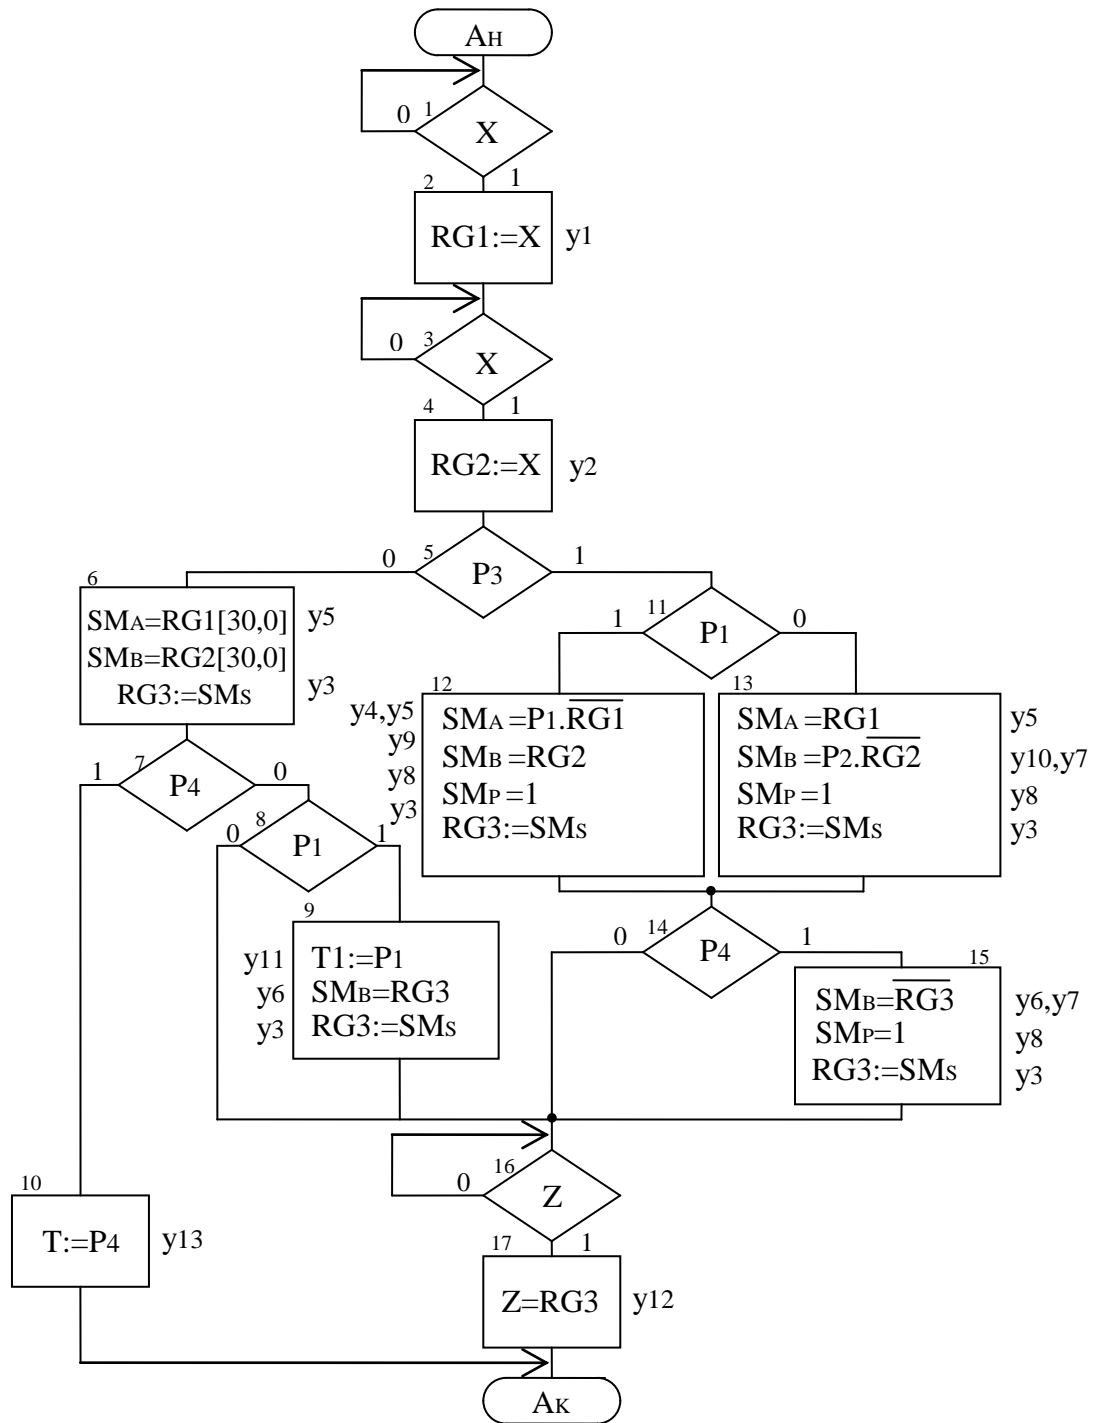 Aн
1
0
X
1
2
RG1:=X
y1
3
0
X
1
4
RG2:=X
y2
0
5
P3
1
6
SMA=RG1[30,0]
y5
SMB=RG2[30,0]
RG3:=SMs
y3
1
11
P1
0
12
y4,y5
SMA =P1.R̅G̅1̅
y9
SMB =RG2
y8
SMP =1
y3
RG3:=SMs
13
SMA =RG1
y5
SMB =P2.R̅G̅2̅
y10,y7
SMP =1
y8
RG3:=SMs
y3
1
7
P4
0
0
8
P1
1
9
y11
T1:=P1
y6
SMB=RG3
y3
RG3:=SMs
0
14
P4
1
15
SMB=R̅G̅3̅
y6,y7
SMP=1
y8
RG3:=SMs
y3
16
0
Z
1
10
T:=P4
y13
17
Z=RG3
y12
Aк